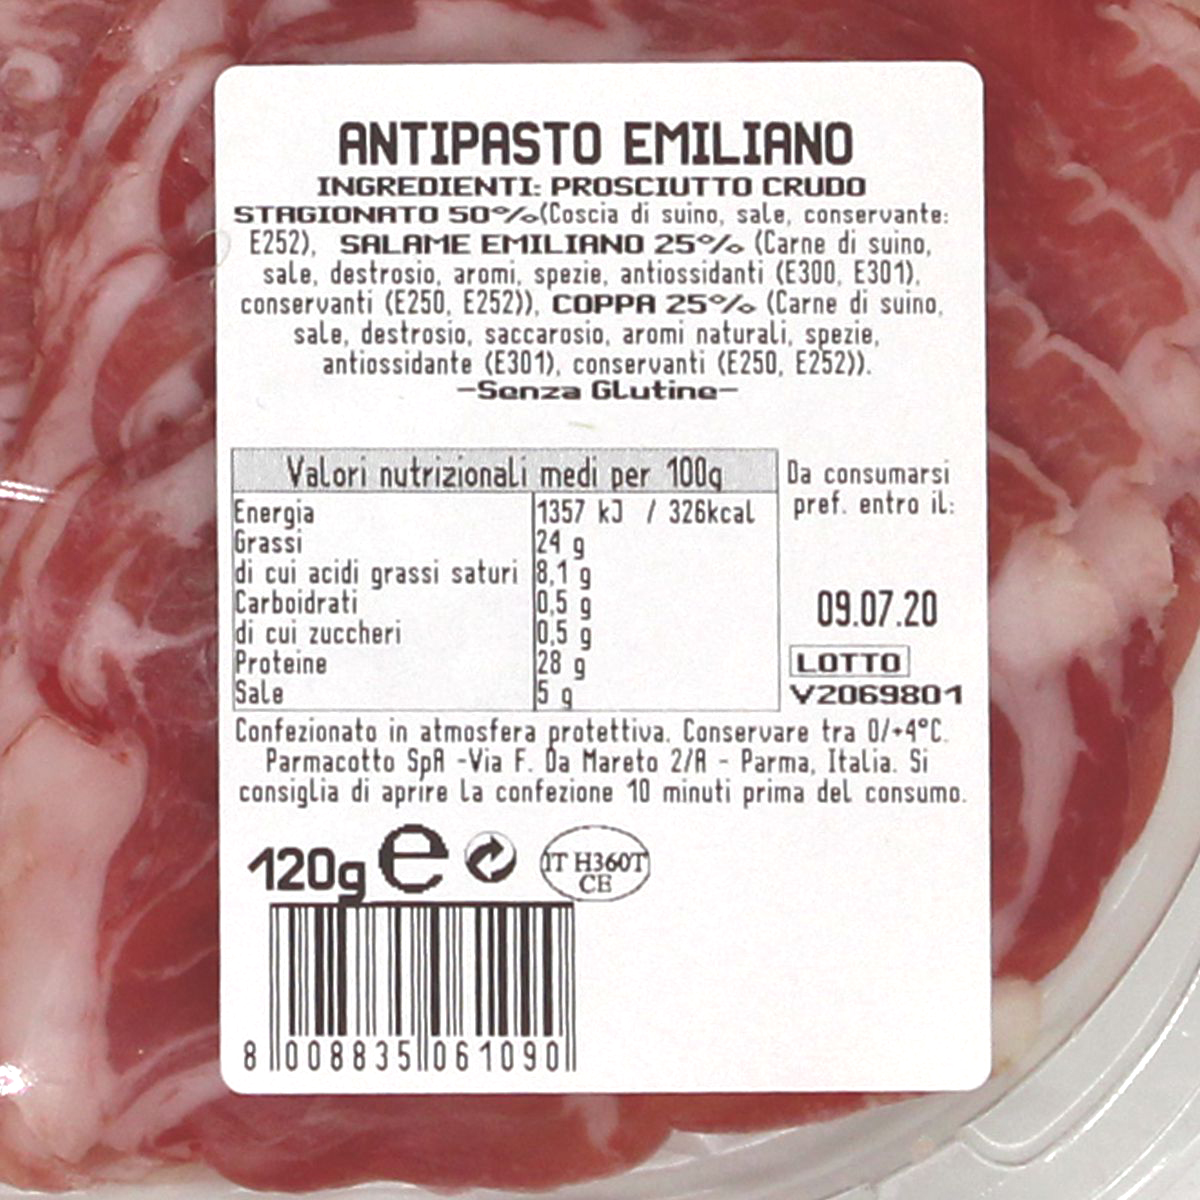 ANTIPASTO EMILIANO
INGREDIENTI: PROSCIUTTO CRUDO
STAGIONATO 50%(Coscia di suino, sale, conservante:
E252), SALAME EMILIANO 25% (Carne di suino,
sale, destrosio, aromi, spezie, antiossidanti (E300, E301),
conservanti (E250, E252)), COPPA 25% (Carne di suino,
sale, destrosio, saccarosio, aromi naturali, spezie,
antiossidante (E301), conservanti (E250, E252)).
-Senza Glutine-
Valori nutrizionali medi per 100g
Energia 1357 kJ / 326kcal
Grassi 24 g
di cui acidi grassi saturi 8,1 g
Carboidrati 0,5 g
di cui zuccheri 0,5 g
Proteine 28 g
Sale 5 g
Da consumarsi
pref. entro il:
09.07.20
LOTTO
V2069801
Confezionato in atmosfera protettiva. Conservare tra 0/+4°C.
Parmacotto SpA -Via F. Da Mareto 2/A - Parma, Italia. Si
consiglia di aprire la confezione 10 minuti prima del consumo.
120g e
IT H360T
CE
8 008835 061090